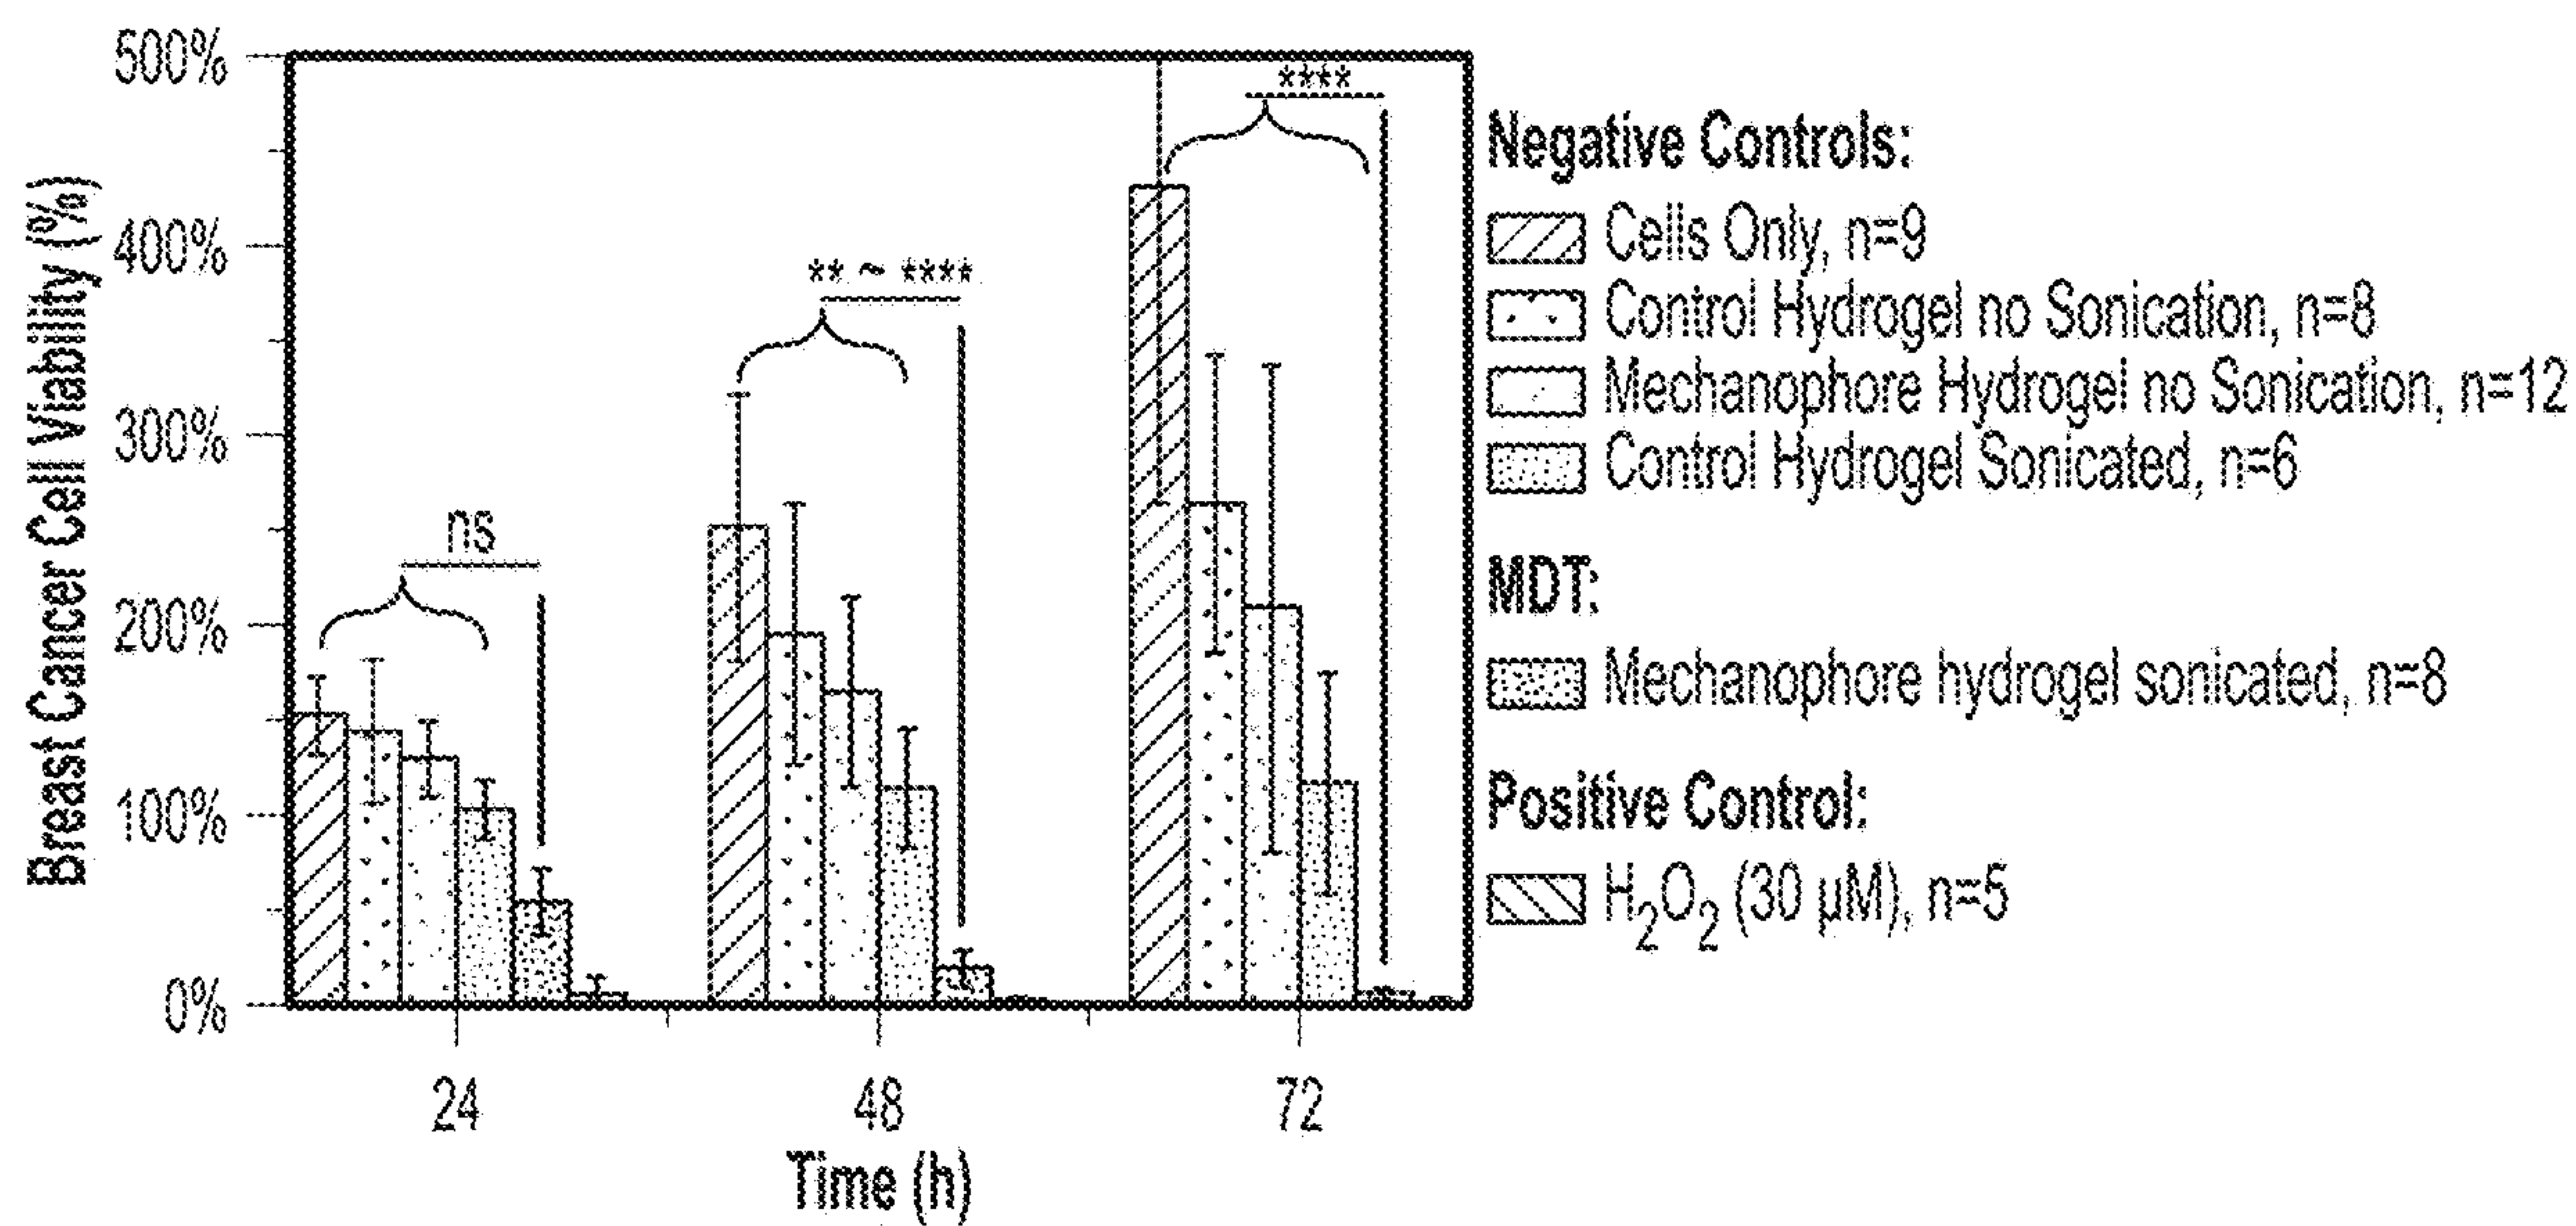 500%
400%
300%
200%
100%
0%
Breast Cancer Cell Viability (%)
ns
** ~ ****
****
24
48
72
Time (h)
Negative Controls:
Cells Only, n=9
Control Hydrogel no Sonication, n=8
Mechanophore Hydrogel no Sonication, n=12
Control Hydrogel Sonicated, n=6
MDT:
Mechanophore hydrogel sonicated, n=8
Positive Control:
H2O2 (30 µM), n=5